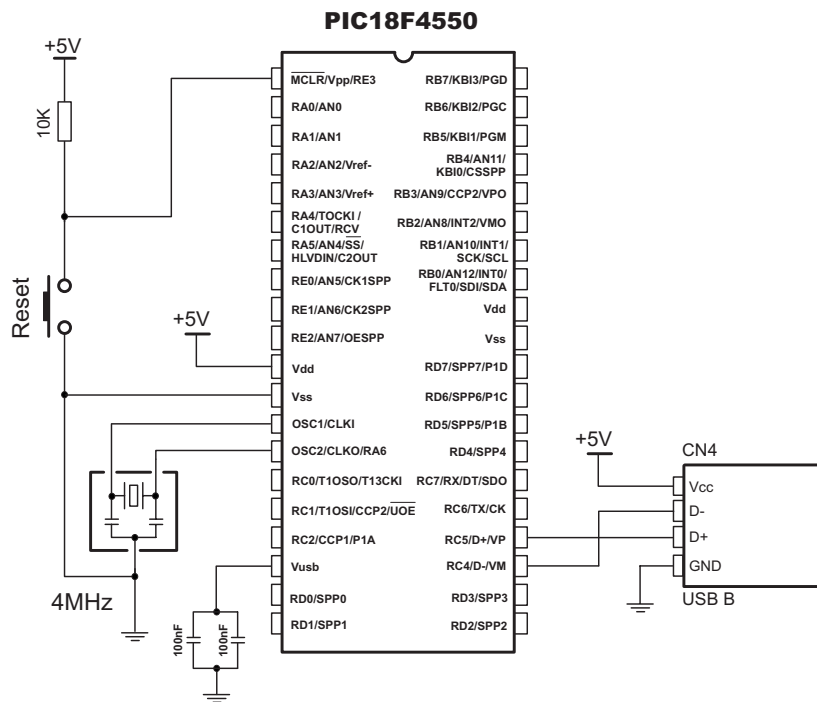 PIC18F4550
+5V
10K
Reset
+5V
4MHz
100nF
100nF
MCLR/Vpp/RE3
RA0/AN0
RA1/AN1
RA2/AN2/Vref-
RA3/AN3/Vref+
RA4/TOCKI /
C1OUT/RCV
RA5/AN4/SS/
HLVDIN/C2OUT
RE0/AN5/CK1SPP
RE1/AN6/CK2SPP
RE2/AN7/OESPP
Vdd
Vss
OSC1/CLKI
OSC2/CLKO/RA6
RC0/T1OSO/T13CKI
RC1/T1OSI/CCP2/UOE
RC2/CCP1/P1A
Vusb
RD0/SPP0
RD1/SPP1
RB7/KBI3/PGD
RB6/KBI2/PGC
RB5/KBI1/PGM
RB4/AN11/
KBI0/CSSPP
RB3/AN9/CCP2/VPO
RB2/AN8/INT2/VMO
RB1/AN10/INT1/
SCK/SCL
RB0/AN12/INT0/
FLT0/SDI/SDA
Vdd
Vss
RD7/SPP7/P1D
RD6/SPP6/P1C
RD5/SPP5/P1B
RD4/SPP4
RC7/RX/DT/SDO
RC6/TX/CK
RC5/D+/VP
RC4/D-/VM
RD3/SPP3
RD2/SPP2
+5V
CN4
Vcc
D-
D+
GND
USB B